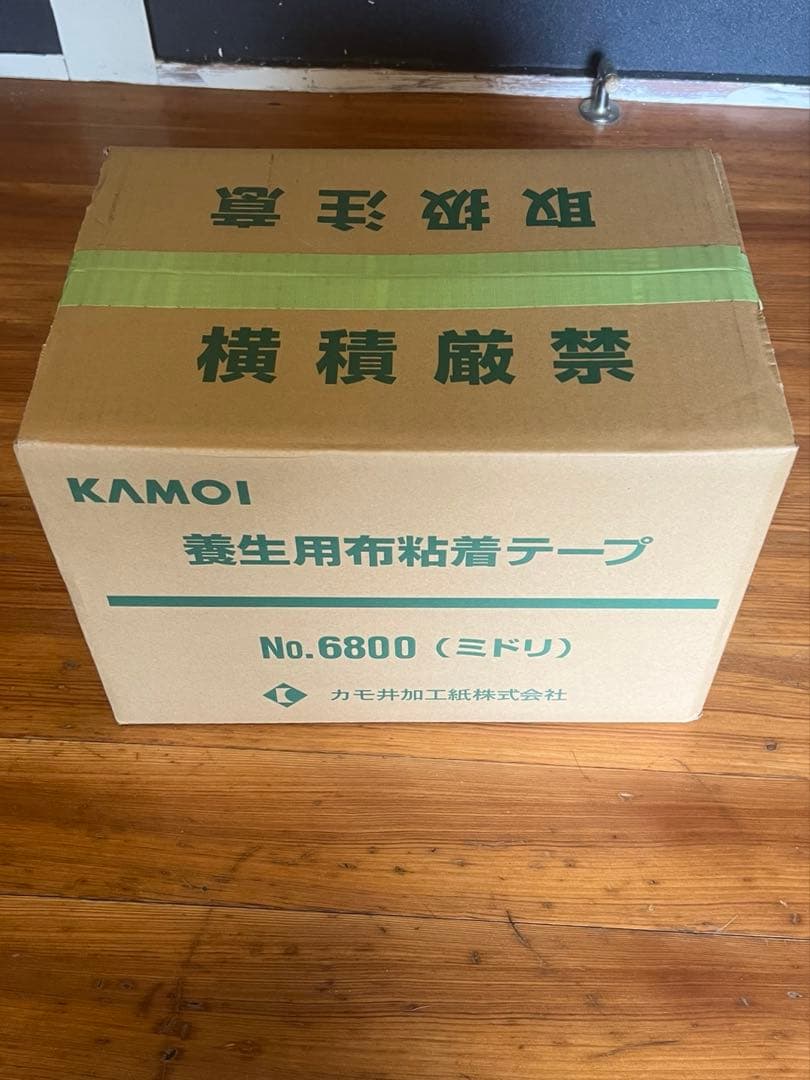 取扱注意
横積厳禁
KAMOI
養生用布粘着テープ
No.6800（ミドリ）
カモ井加工紙株式会社